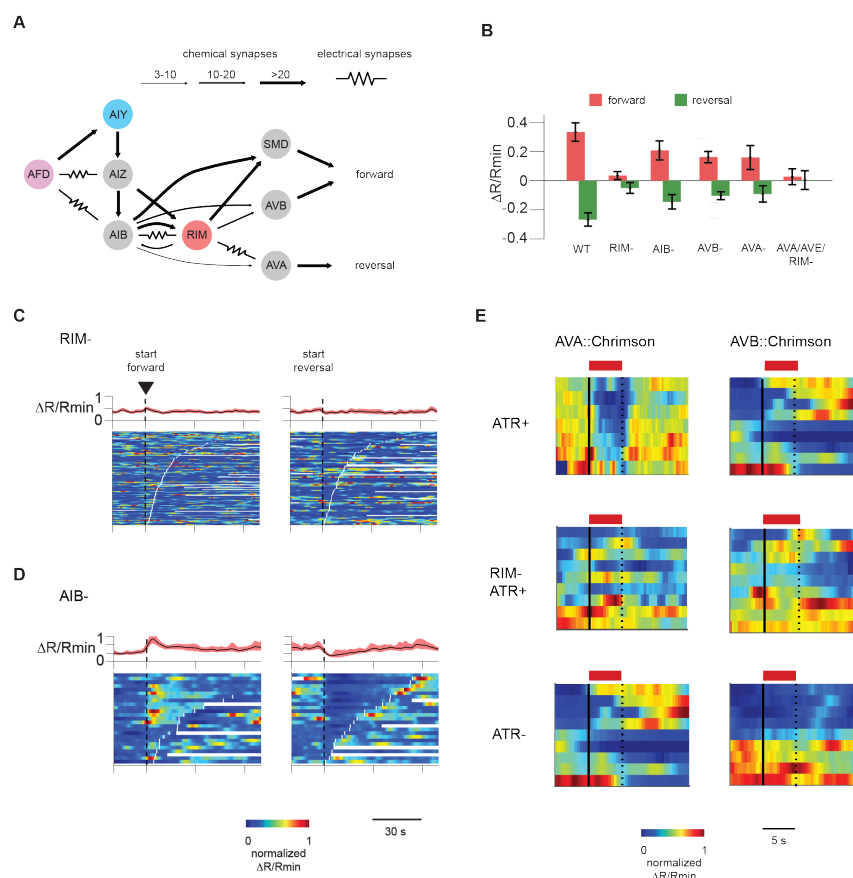 A
chemical synapses
electrical synapses
3-10
10-20
>20
AIY
AFD
AIZ
AIB
RIM
SMD
AVB
AVA
forward
reversal
B
forward
reversal
ΔR/Rmin
0.4
0.2
0
-0.2
-0.4
WT
RIM-
AIB-
AVB-
AVA-
AVA/AVE/
RIM-
C
RIM-
start
forward
start
reversal
ΔR/Rmin
1
0
D
AIB-
ΔR/Rmin
1
0
0
1
normalized
ΔR/Rmin
30 s
E
AVA::Chrimson
AVB::Chrimson
ATR+
RIM-
ATR+
ATR-
0
1
normalized
ΔR/Rmin
5 s